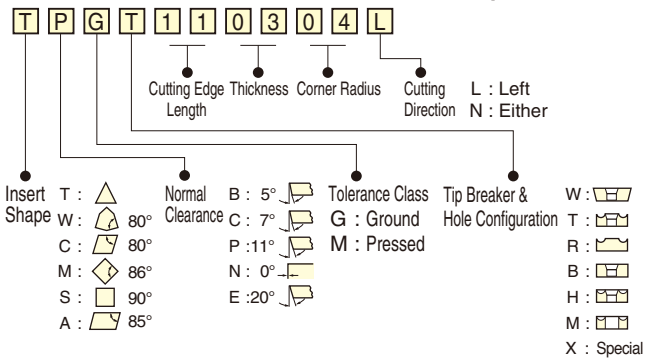 T P G T 1 1 0 3 0 4 L
Cutting Edge Length
Thickness
Corner Radius
Cutting Direction
L : Left
N : Either
Insert Shape
T :
W : 80°
C : 80°
M : 86°
S : 90°
A : 85°
Normal Clearance
B : 5°
C : 7°
P :11°
N : 0°
E :20°
Tolerance Class
G : Ground
M : Pressed
Tip Breaker &
Hole Configuration
W :
T :
R :
B :
H :
M :
X : Special